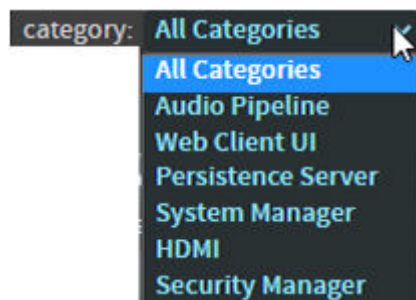 category: All Categories
All Categories
Audio Pipeline
Web Client UI
Persistence Server
System Manager
HDMI
Security Manager